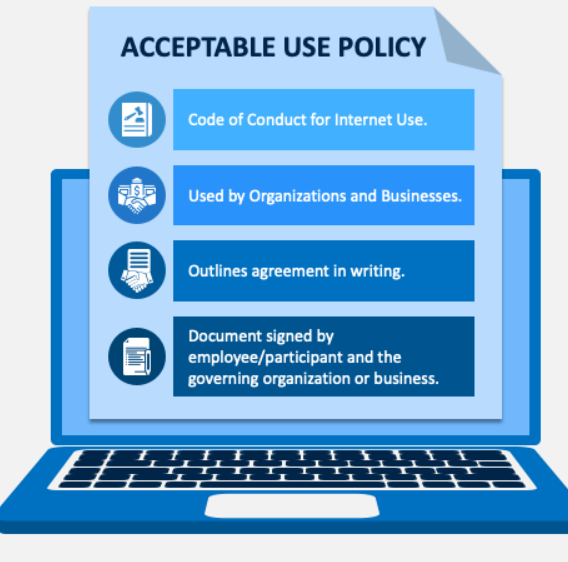 ACCEPTABLE USE POLICY
Code of Conduct for Internet Use.
Used by Organizations and Businesses.
Outlines agreement in writing.
Document signed by
employee/participant and the
governing organization or business.